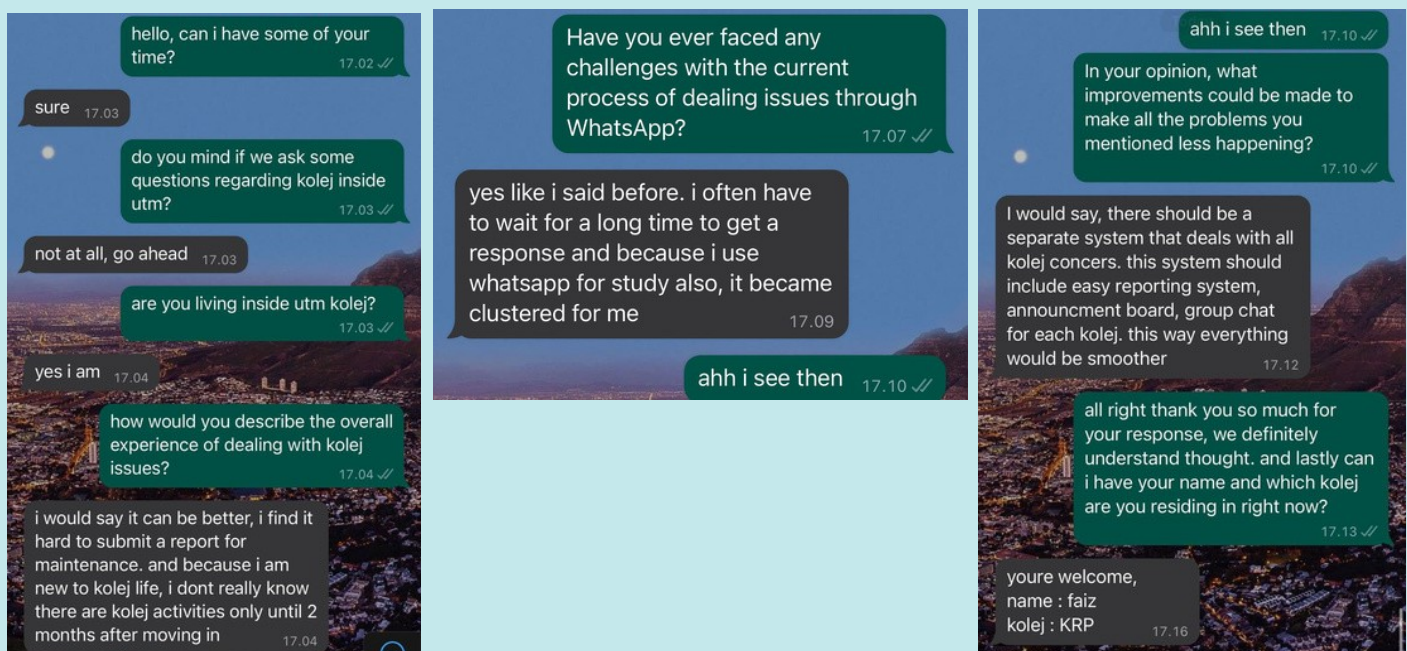 hello, can i have some of your
time?
17.02
sure 17.03
do you mind if we ask some
questions regarding kolej inside
utm?
17.03
not at all, go ahead 17.03
are you living inside utm kolej?
17.03
yes i am 17.04
how would you describe the overall
experience of dealing with kolej
issues?
17.04
i would say it can be better, i find it
hard to submit a report for
maintenance. and because i am
new to kolej life, i dont really know
there are kolej activities only until 2
months after moving in
17.04
Have you ever faced any
challenges with the current
process of dealing issues through
WhatsApp?
17.07
yes like i said before. i often have
to wait for a long time to get a
response and because i use
whatsapp for study also, it became
clustered for me
17.09
ahh i see then 17.10
ahh i see then 17.10
In your opinion, what
improvements could be made to
make all the problems you
mentioned less happening?
17.10
I would say, there should be a
separate system that deals with all
kolej concers. this system should
include easy reporting system,
announcment board, group chat
for each kolej. this way everything
would be smoother
17.12
all right thank you so much for
your response, we definitely
understand thought. and lastly can
i have your name and which kolej
are you residing in right now?
17.13
youre welcome,
name : faiz
kolej : KRP
17.16